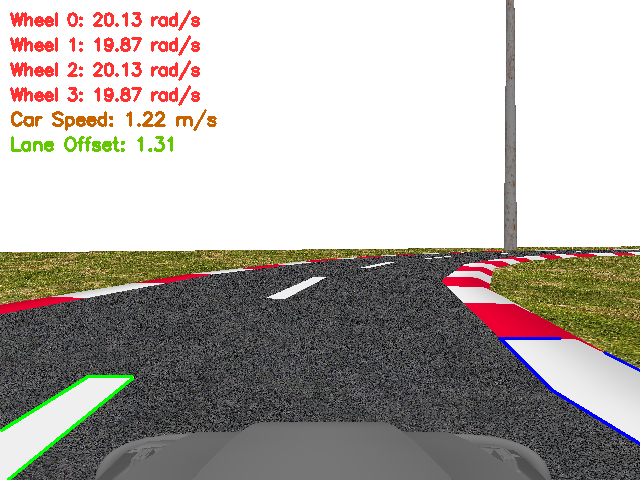 Wheel 0: 20.13 rad/s
Wheel 1: 19.87 rad/s
Wheel 2: 20.13 rad/s
Wheel 3: 19.87 rad/s
Car Speed: 1.22 m/s
Lane Offset: 1.31